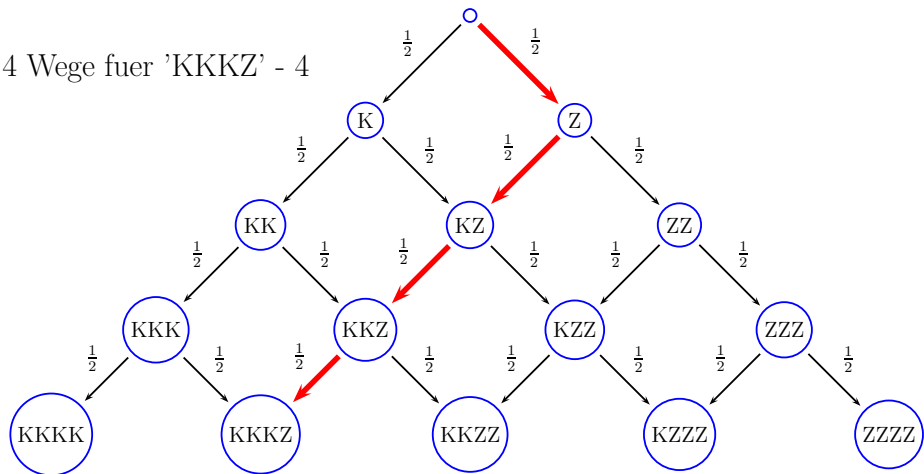 1/2 1/2
4 Wege fuer 'KKKZ' - 4
K Z
1/2 1/2 1/2 1/2
KK KZ ZZ
1/2 1/2 1/2 1/2 1/2 1/2
KKK KKZ KZZ ZZZ
1/2 1/2 1/2 1/2 1/2 1/2 1/2 1/2
KKKK KKKZ KKZZ KZZZ ZZZZ